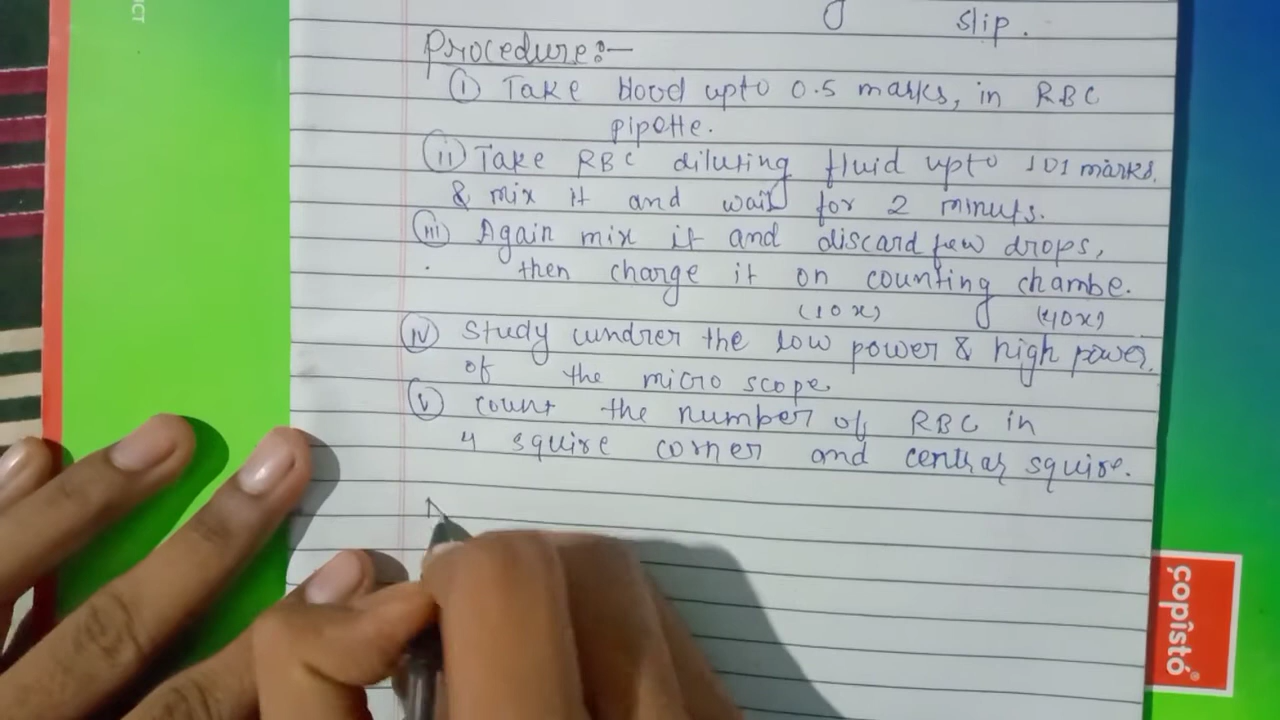 slip.
Procedure:-
(i) Take blood upto 0.5 marks, in RBC
pipette.
(ii) Take RBC diluting fluid upto 101 marks.
& mix it and wait for 2 minuts.
(iii) Again mix it and discard few drops,
then charge it on counting chambe.
(10x) (40x)
(iv) Study undrer the low power & high power.
of the micro scope.
(v) count the number of RBC in
4 squire corner and central squire.
çopîstó